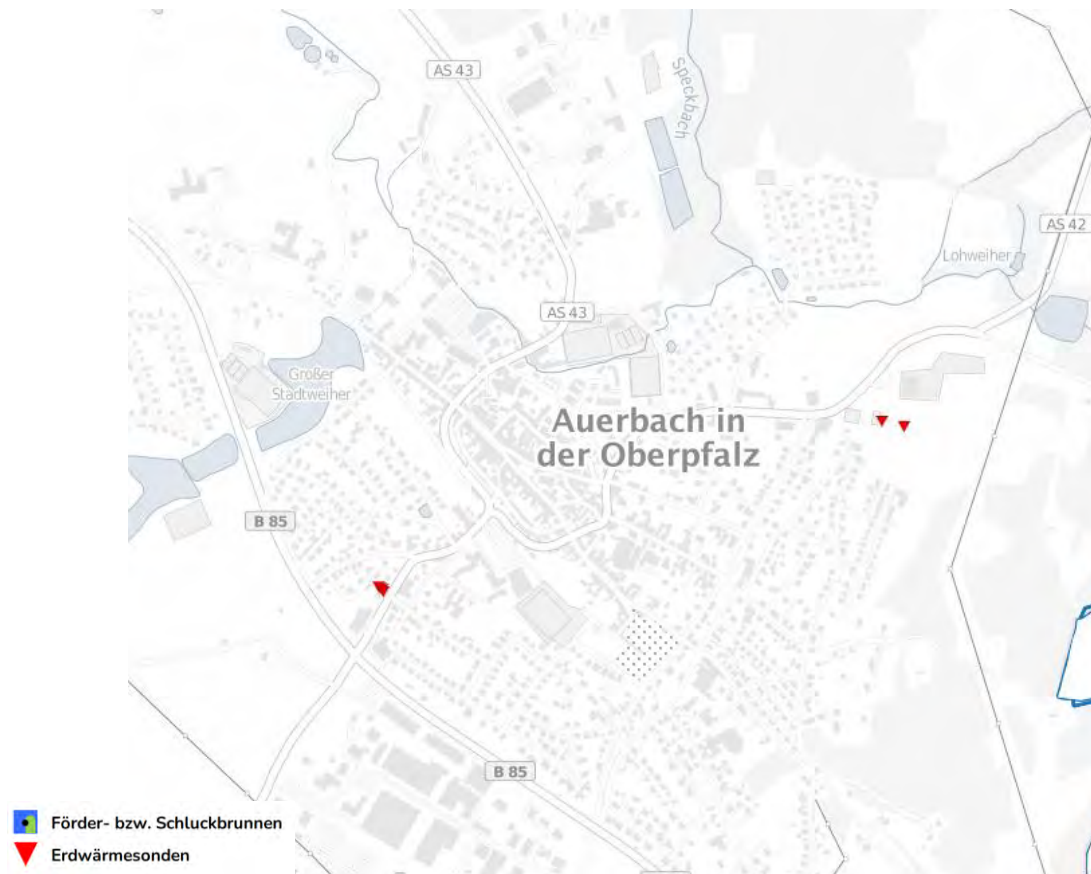 AS 43
Speckbach
AS 42
Lohweiher
AS 43
Großer
Stadtweiher
Auerbach in
der Oberpfalz
B 85
B 85
Förder- bzw. Schluckbrunnen
Erdwärmesonden